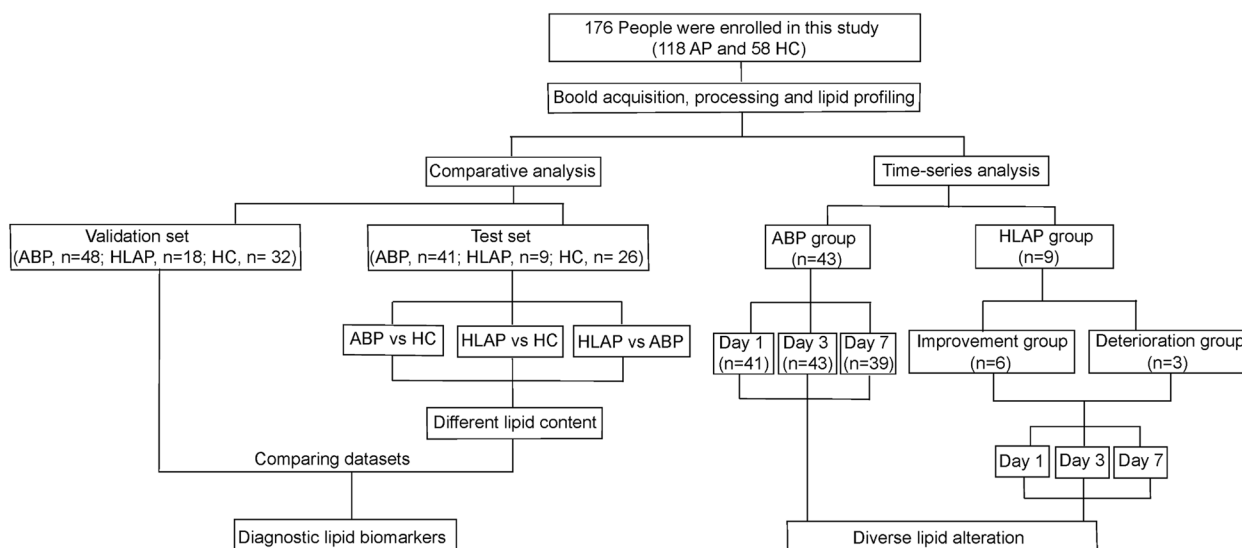 176 People were enrolled in this study
(118 AP and 58 HC)
Boold acquisition, processing and lipid profiling
Comparative analysis
Time-series analysis
Validation set
(ABP, n=48; HLAP, n=18; HC, n= 32)
Test set
(ABP, n=41; HLAP, n=9; HC, n= 26)
ABP group
(n=43)
HLAP group
(n=9)
ABP vs HC
HLAP vs HC
HLAP vs ABP
Day 1
(n=41)
Day 3
(n=43)
Day 7
(n=39)
Improvement group
(n=6)
Deterioration group
(n=3)
Different lipid content
Comparing datasets
Day 1
Day 3
Day 7
Diagnostic lipid biomarkers
Diverse lipid alteration